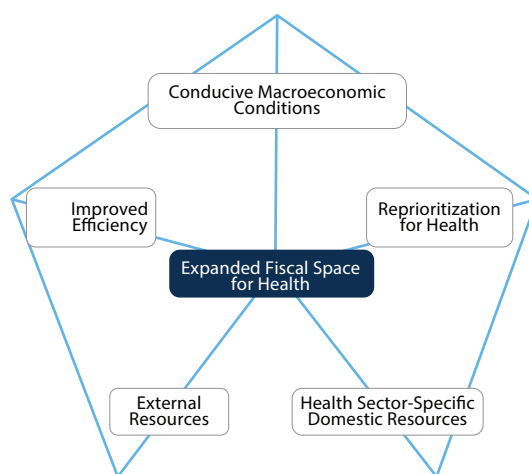 Conducive Macroeconomic
Conditions
Improved
Efficiency
Reprioritization
for Health
Expanded Fiscal Space
for Health
External
Resources
Health Sector-Specific
Domestic Resources